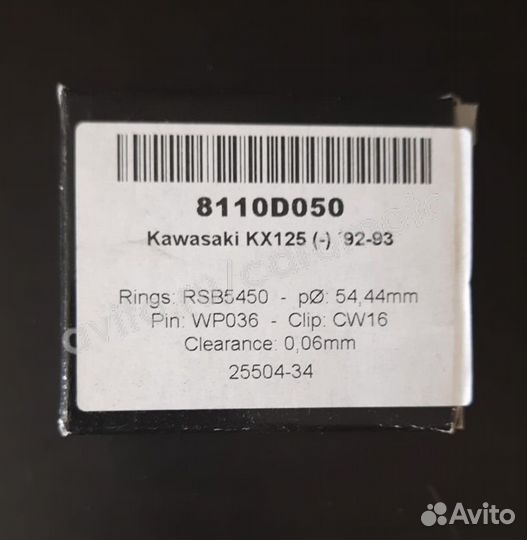 8110D050
Kawasaki KX125 (-) ´92-93
Rings: RSB5450 - pØ: 54,44mm
Pin: WP036 - Clip: CW16
Clearance: 0,06mm
25504-34
Avito